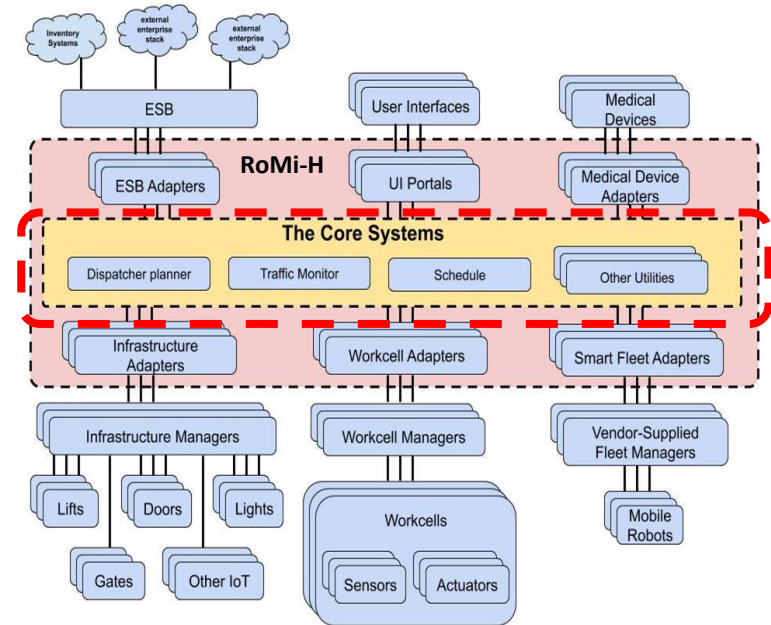 Inventory
Systems
external
enterprise
stack
external
enterprise
stack
ESB
User Interfaces
Medical
Devices
RoMi-H
ESB Adapters
UI Portals
Medical Device
Adapters
The Core Systems
Dispatcher planner
Traffic Monitor
Schedule
Other Utilities
Infrastructure
Adapters
Workcell Adapters
Smart Fleet Adapters
Infrastructure Managers
Workcell Managers
Vendor-Supplied
Fleet Managers
Lifts
Doors
Lights
Workcells
Mobile
Robots
Gates
Other IoT
Sensors
Actuators